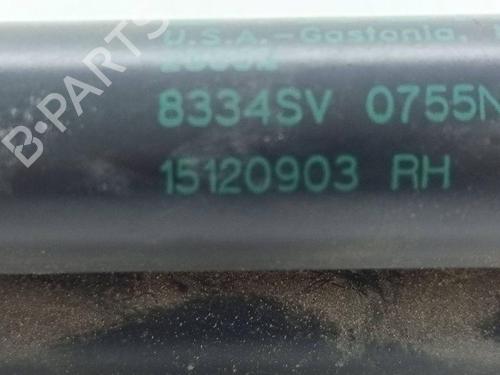 U.S.A.-Gastonia,
8334SV 0755N
15120903 RH
B-PARTS